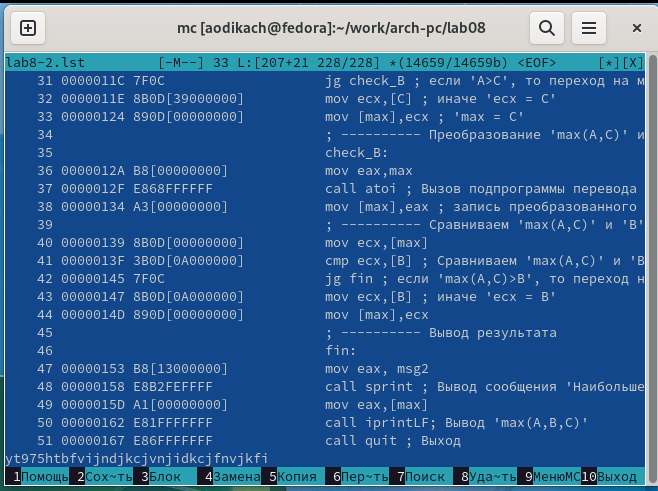 mc [aodikach@fedora]:~/work/arch-pc/lab08
lab8-2.lst [-M--] 33 L:[207+21 228/228] *(14659/14659b) <EOF> [*][X]
31 0000011C 7F0C jg check_B ; если 'A>C', то переход на м
32 0000011E 8B0D[39000000] mov ecx,[C] ; иначе 'ecx = C'
33 00000124 890D[00000000] mov [max],ecx ; 'max = C'
34 ; ---------- Преобразование 'max(A,C)' и
35 check_B:
36 0000012A B8[00000000] mov eax,max
37 0000012F E868FFFFFF call atoi ; Вызов подпрограммы перевода
38 00000134 A3[00000000] mov [max],eax ; запись преобразованного
39 ; ---------- Сравниваем 'max(A,C)' и 'B'
40 00000139 8B0D[00000000] mov ecx,[max]
41 0000013F 3B0D[0A000000] cmp ecx,[B] ; Сравниваем 'max(A,C)' и 'B
42 00000145 7F0C jg fin ; если 'max(A,C)>B', то переход н
43 00000147 8B0D[0A000000] mov ecx,[B] ; иначе 'ecx = B'
44 0000014D 890D[00000000] mov [max],ecx
45 ; ---------- Вывод результата
46 fin:
47 00000153 B8[13000000] mov eax, msg2
48 00000158 E8B2FEFFFF call sprint ; Вывод сообщения 'Наибольше
49 0000015D A1[00000000] mov eax,[max]
50 00000162 E81FFFFFFF call iprintLF; Вывод 'max(A,B,C)'
51 00000167 E86FFFFFFF call quit ; Выход
yt975htbfvijndjkcjvnjidkcjfnvjkfi
1Помощь 2Сох~ть 3Блок 4Замена 5Копия 6Пер~ть 7Поиск 8Уда~ть 9МенюМС 10Выход